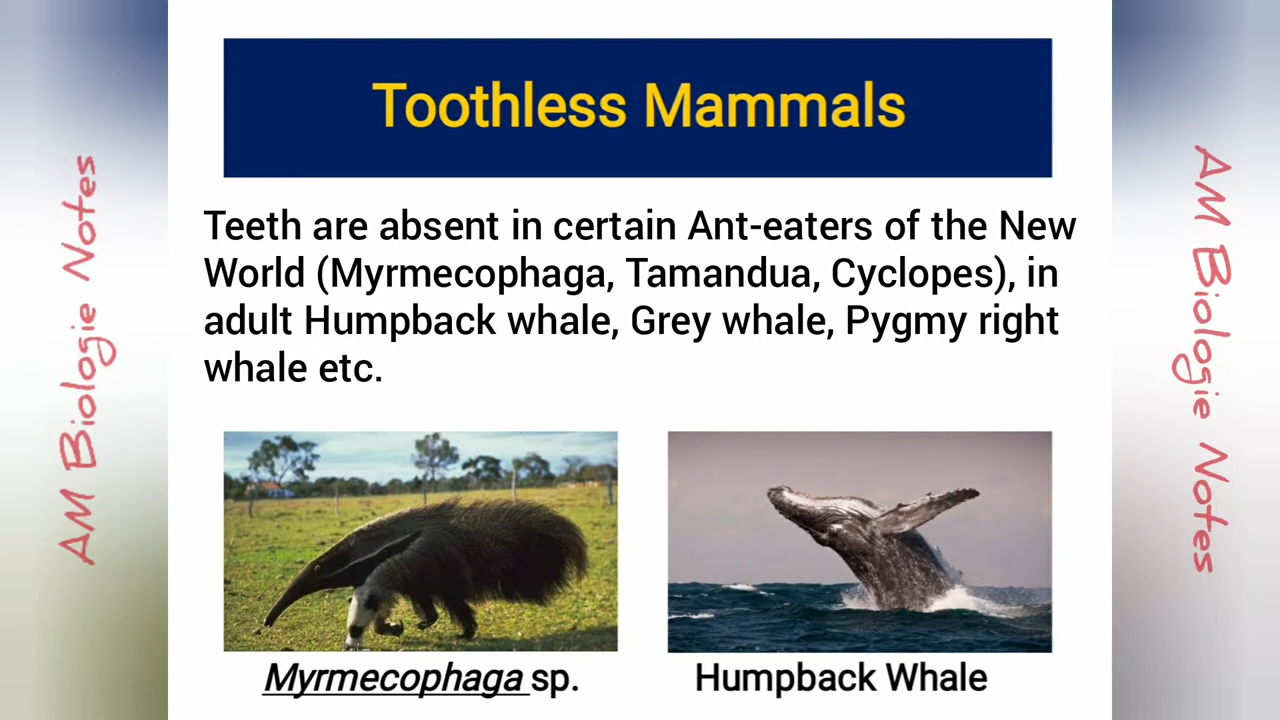 Toothless Mammals
Teeth are absent in certain Ant-eaters of the New
World (Myrmecophaga, Tamandua, Cyclopes), in
adult Humpback whale, Grey whale, Pygmy right
whale etc.
Myrmecophaga sp.
Humpback Whale
AM Biologie Notes
AM Biologie Notes